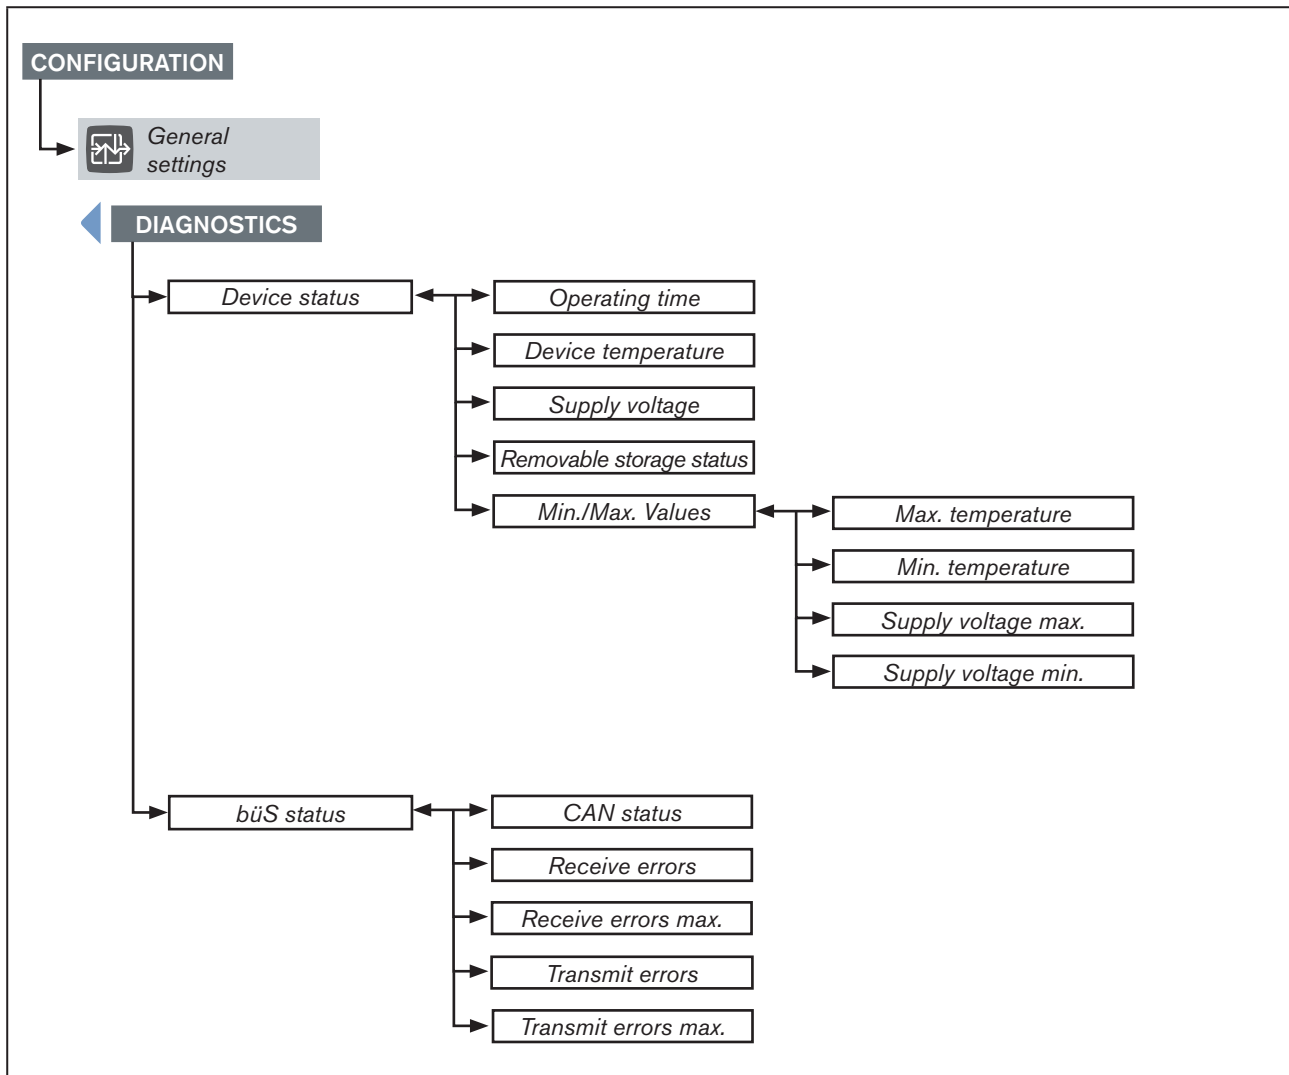 CONFIGURATION
General
settings
DIAGNOSTICS
Device status
Operating time
Device temperature
Supply voltage
Removable storage status
Min./Max. Values
Max. temperature
Min. temperature
Supply voltage max.
Supply voltage min.
büS status
CAN status
Receive errors
Receive errors max.
Transmit errors
Transmit errors max.